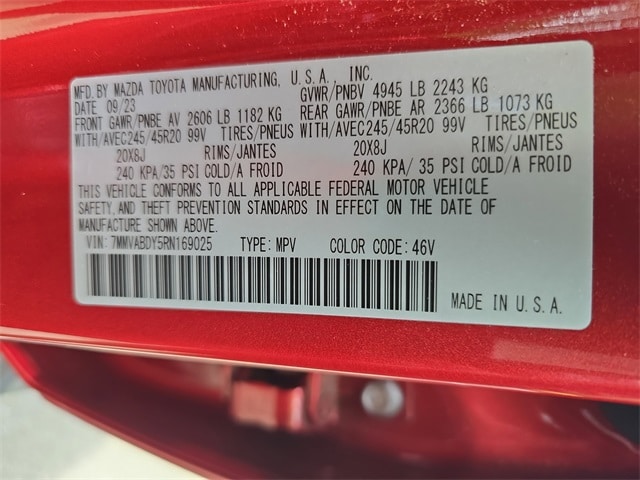 MFD. BY MAZDA TOYOTA MANUFACTURING, U.S.A., INC.
DATE 09/23 GVWR/PNBV 4945 LB 2243 KG
FRONT GAWR/PNBE AV 2606 LB 1182 KG REAR GAWR/PNBE AR 2366 LB 1073 KG
WITH/AVEC245/45R20 99V TIRES/PNEUS WITH/AVEC245/45R20 99V TIRES/PNEUS
20X8J RIMS/JANTES 20X8J RIMS/JANTES
240 KPA/35 PSI COLD/A FROID 240 KPA/ 35 PSI COLD/A FROID
THIS VEHICLE CONFORMS TO ALL APPLICABLE FEDERAL MOTOR VEHICLE
SAFETY,AND THEFT PREVENTION STANDARDS IN EFFECT ON THE DATE OF
MANUFACTURE SHOWN ABOVE.
VIN:7MMVABDY5RN169025 TYPE:MPV COLOR CODE:46V
MADE IN U.S.A.